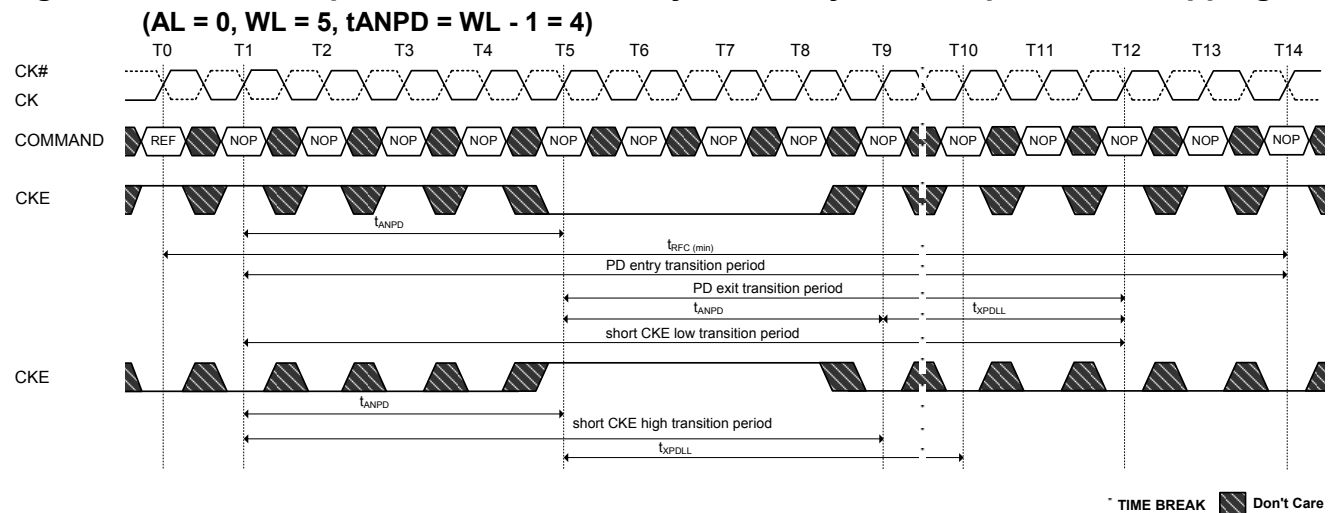 (AL = 0, WL = 5, tANPD = WL - 1 = 4)
T0 T1 T2 T3 T4 T5 T6 T7 T8 T9 T10 T11 T12 T13 T14
CK#
CK
COMMAND REF NOP NOP NOP NOP NOP NOP NOP NOP NOP NOP NOP NOP NOP NOP
CKE
tANPD
tRFC (min)
PD entry transition period
PD exit transition period
tANPD tXPDLL
short CKE low transition period
CKE
tANPD
short CKE high transition period
tXPDLL
TIME BREAK Don't Care